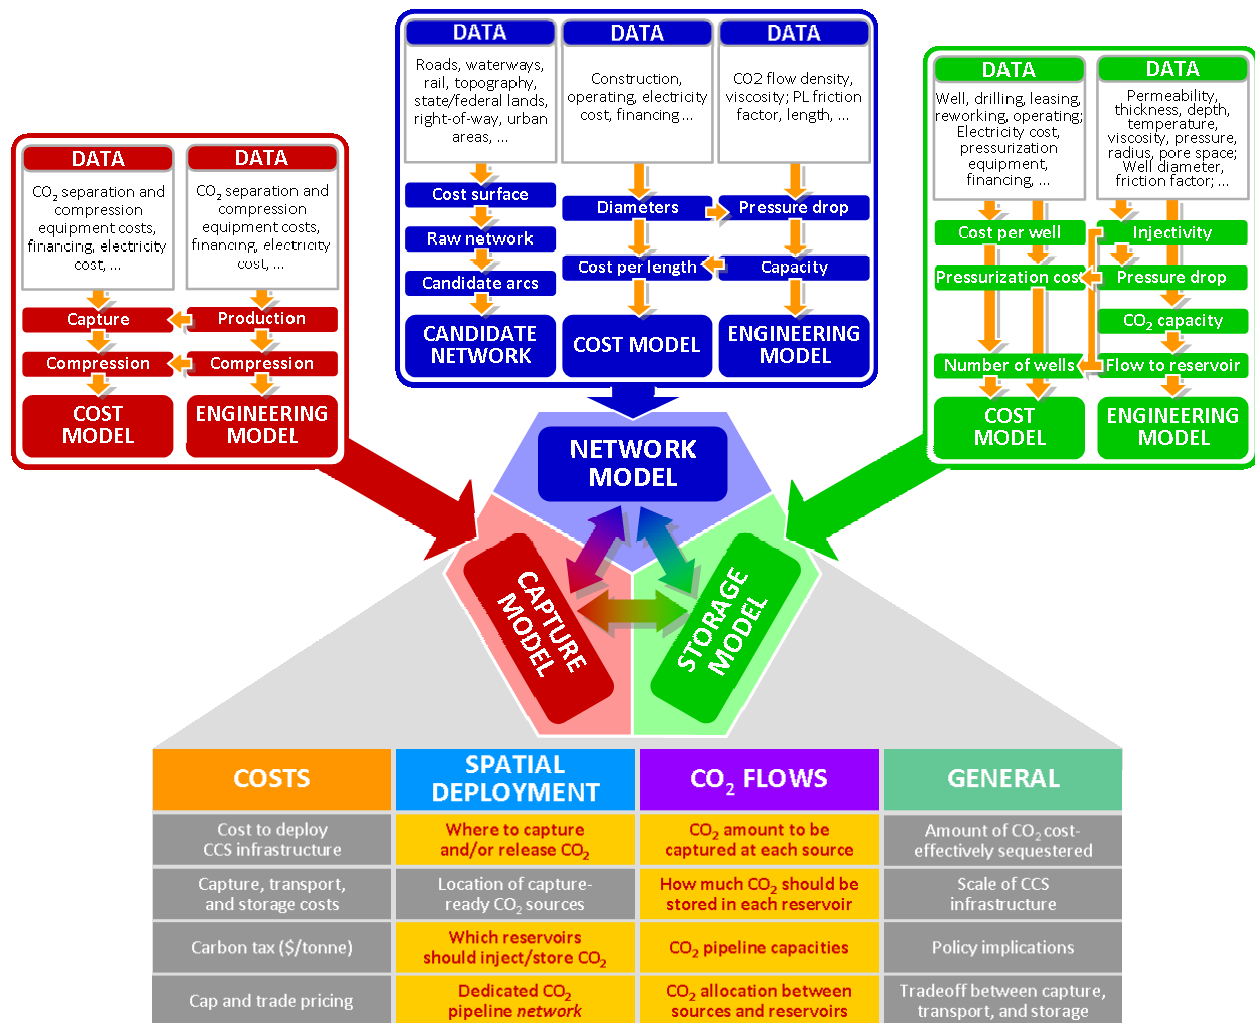 DATA
CO₂ separation and
compression
equipment costs,
financing, electricity
cost, ...
Capture
Compression
COST
MODEL
DATA
CO₂ separation and
compression
equipment costs,
financing, electricity
cost, ...
Production
Compression
ENGINEERING
MODEL
DATA
Roads, waterways,
rail, topography,
state/federal lands,
right-of-way, urban
areas, ...
Cost surface
Raw network
Candidate arcs
CANDIDATE
NETWORK
DATA
Construction,
operating, electricity
cost, financing ...
Diameters
Cost per length
COST MODEL
DATA
CO2 flow density,
viscosity; PL friction
factor, length, ...
Pressure drop
Capacity
ENGINEERING
MODEL
DATA
Well, drilling, leasing,
reworking, operating;
Electricity cost,
pressurization
equipment,
financing, ...
Cost per well
Pressurization cost
Number of wells
COST
MODEL
DATA
Permeability,
thickness, depth,
temperature,
viscosity, pressure,
radius, pore space;
Well diameter,
friction factor; ...
Injectivity
Pressure drop
CO₂ capacity
Flow to reservoir
ENGINEERING
MODEL
NETWORK
MODEL
CAPTURE
MODEL
STORAGE
MODEL
COSTS
Cost to deploy
CCS infrastructure
Capture, transport,
and storage costs
Carbon tax ($/tonne)
Cap and trade pricing
SPATIAL
DEPLOYMENT
Where to capture
and/or release CO₂
Location of capture-
ready CO₂ sources
Which reservoirs
should inject/store CO₂
Dedicated CO₂
pipeline network
CO₂ FLOWS
CO₂ amount to be
captured at each source
How much CO₂ should be
stored in each reservoir
CO₂ pipeline capacities
CO₂ allocation between
sources and reservoirs
GENERAL
Amount of CO₂ cost-
effectively sequestered
Scale of CCS
infrastructure
Policy implications
Tradeoff between capture,
transport, and storage